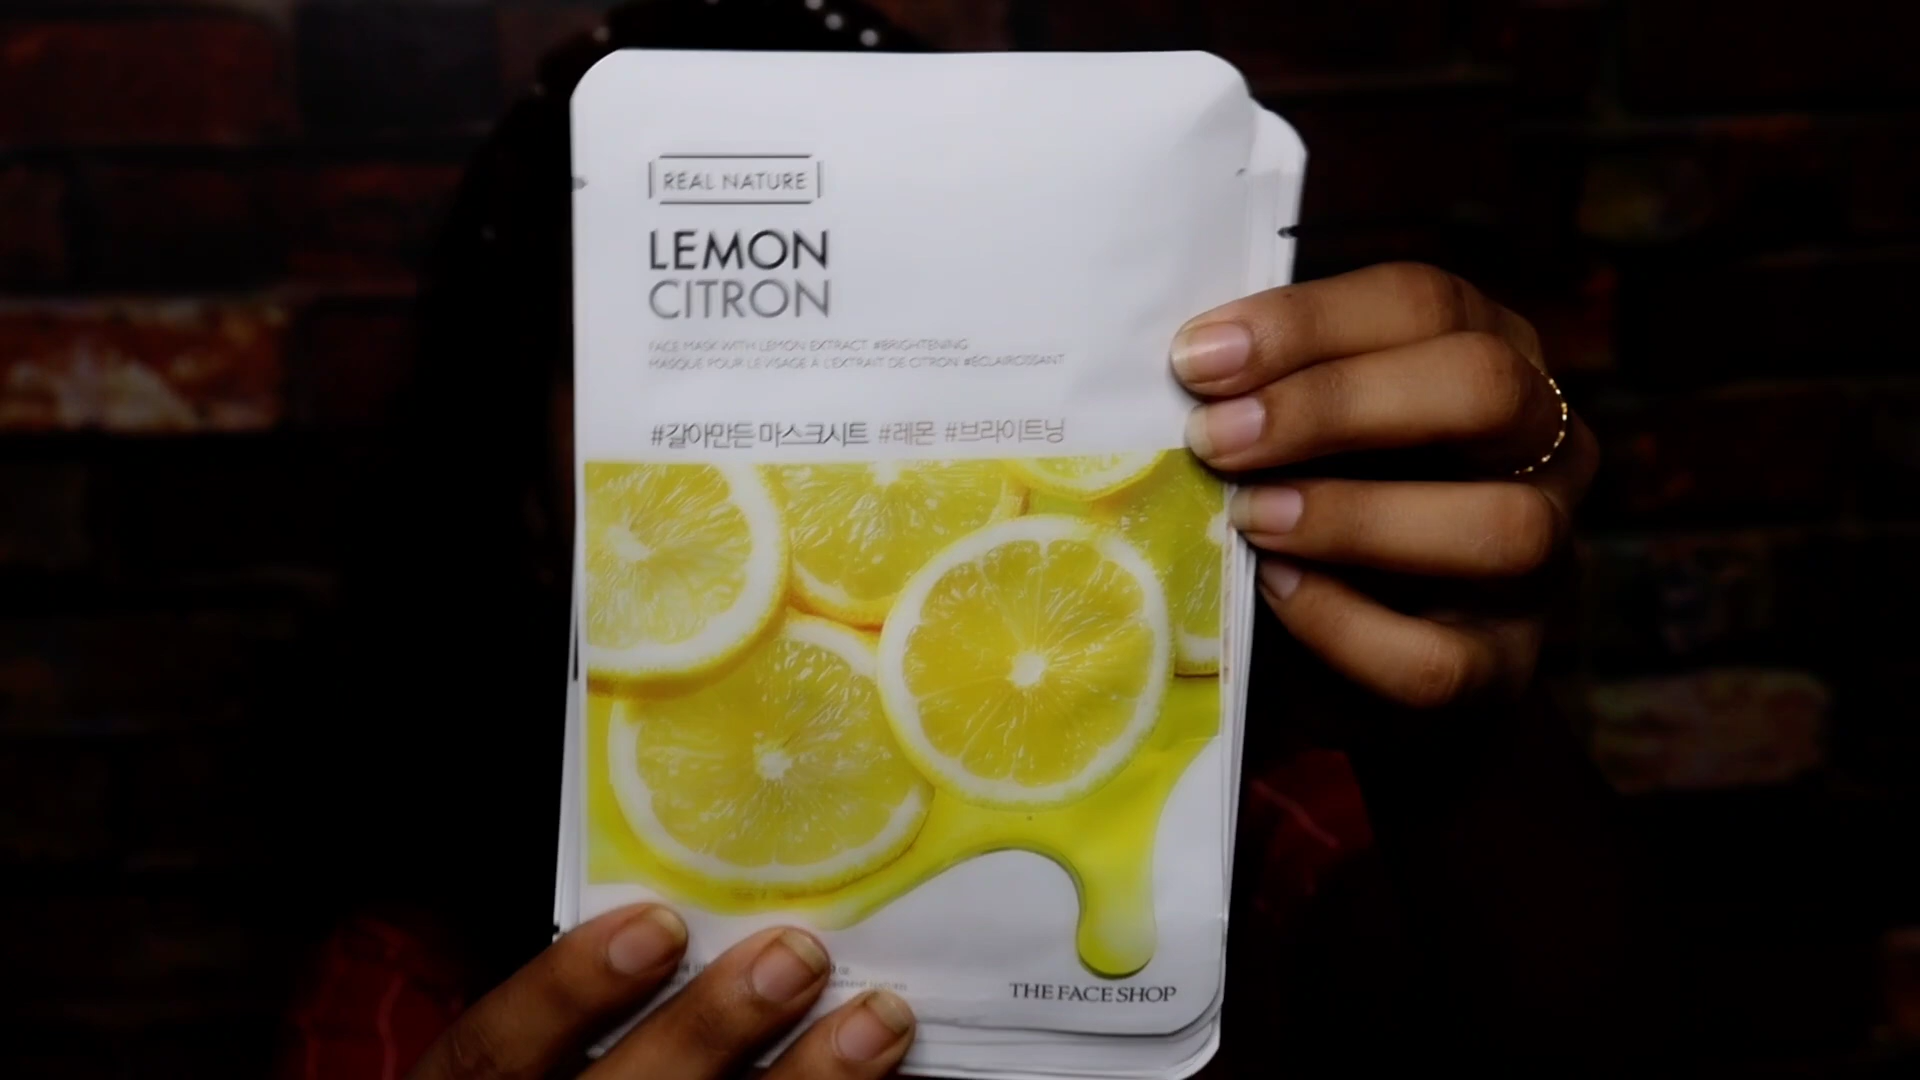 REAL NATURE
LEMON
CITRON
FACE MASK WITH LEMON EXTRACT #BRIGHTENING
MASQUE POUR LE VISAGE À L'EXTRAIT DE CITRON #ECLAIRCISSANT
#갈아만든 마스크시트 #레몬 #브라이트닝
THE FACE SHOP